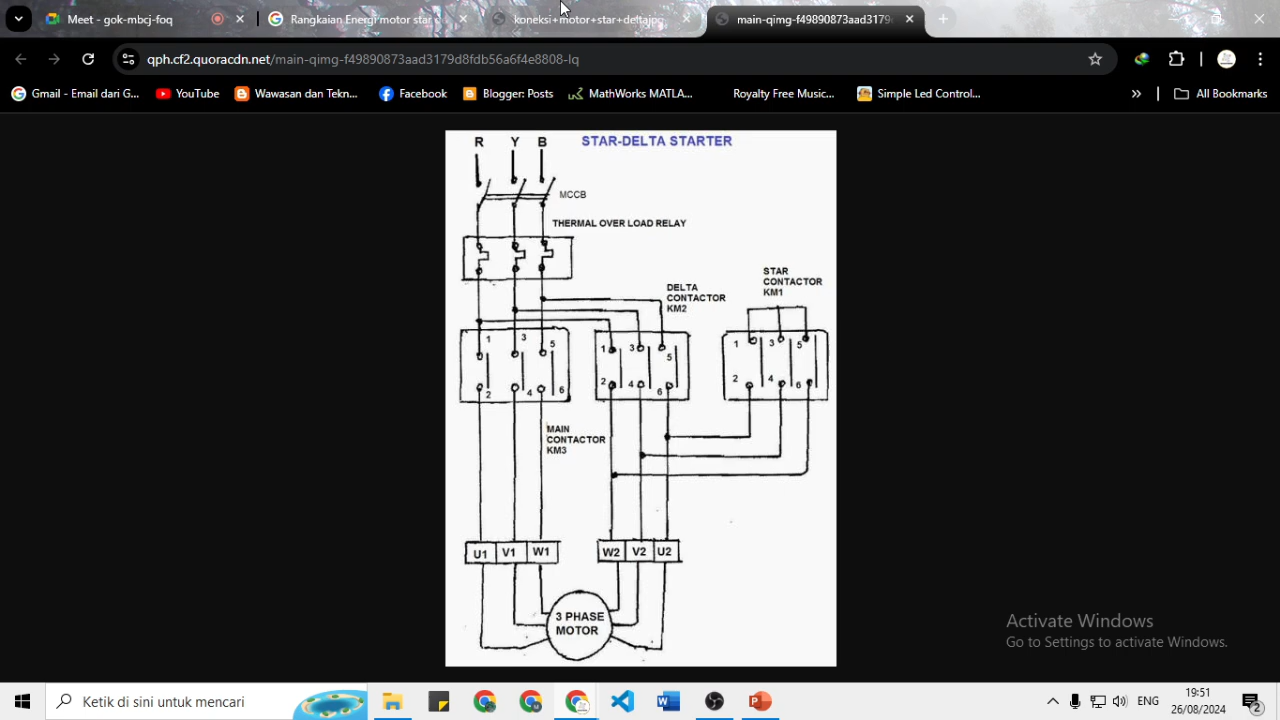 Meet - gok-mbcj-foq
Rangkaian Energi motor star d
koneksi+motor+star+deltajpg
main-qimg-f49890873aad3179
qph.cf2.quoracdn.net/main-qimg-f49890873aad3179d8fdb56a6f4e8808-lq
Gmail - Email dari G...
YouTube
Wawasan dan Tekn...
Facebook
Blogger: Posts
MathWorks MATLA...
Royalty Free Music...
Simple Led Control...
»
All Bookmarks
R Y B
STAR-DELTA STARTER
MCCB
THERMAL OVER LOAD RELAY
STAR
CONTACTOR
KM1
DELTA
CONTACTOR
KM2
1 3 5
1 3 5
1 3 5
2 4 6
2 4 6
2 4 6
MAIN
CONTACTOR
KM3
U1 V1 W1
W2 V2 U2
3 PHASE
MOTOR
Activate Windows
Go to Settings to activate Windows.
Ketik di sini untuk mencari
ENG
19:51
26/08/2024
2